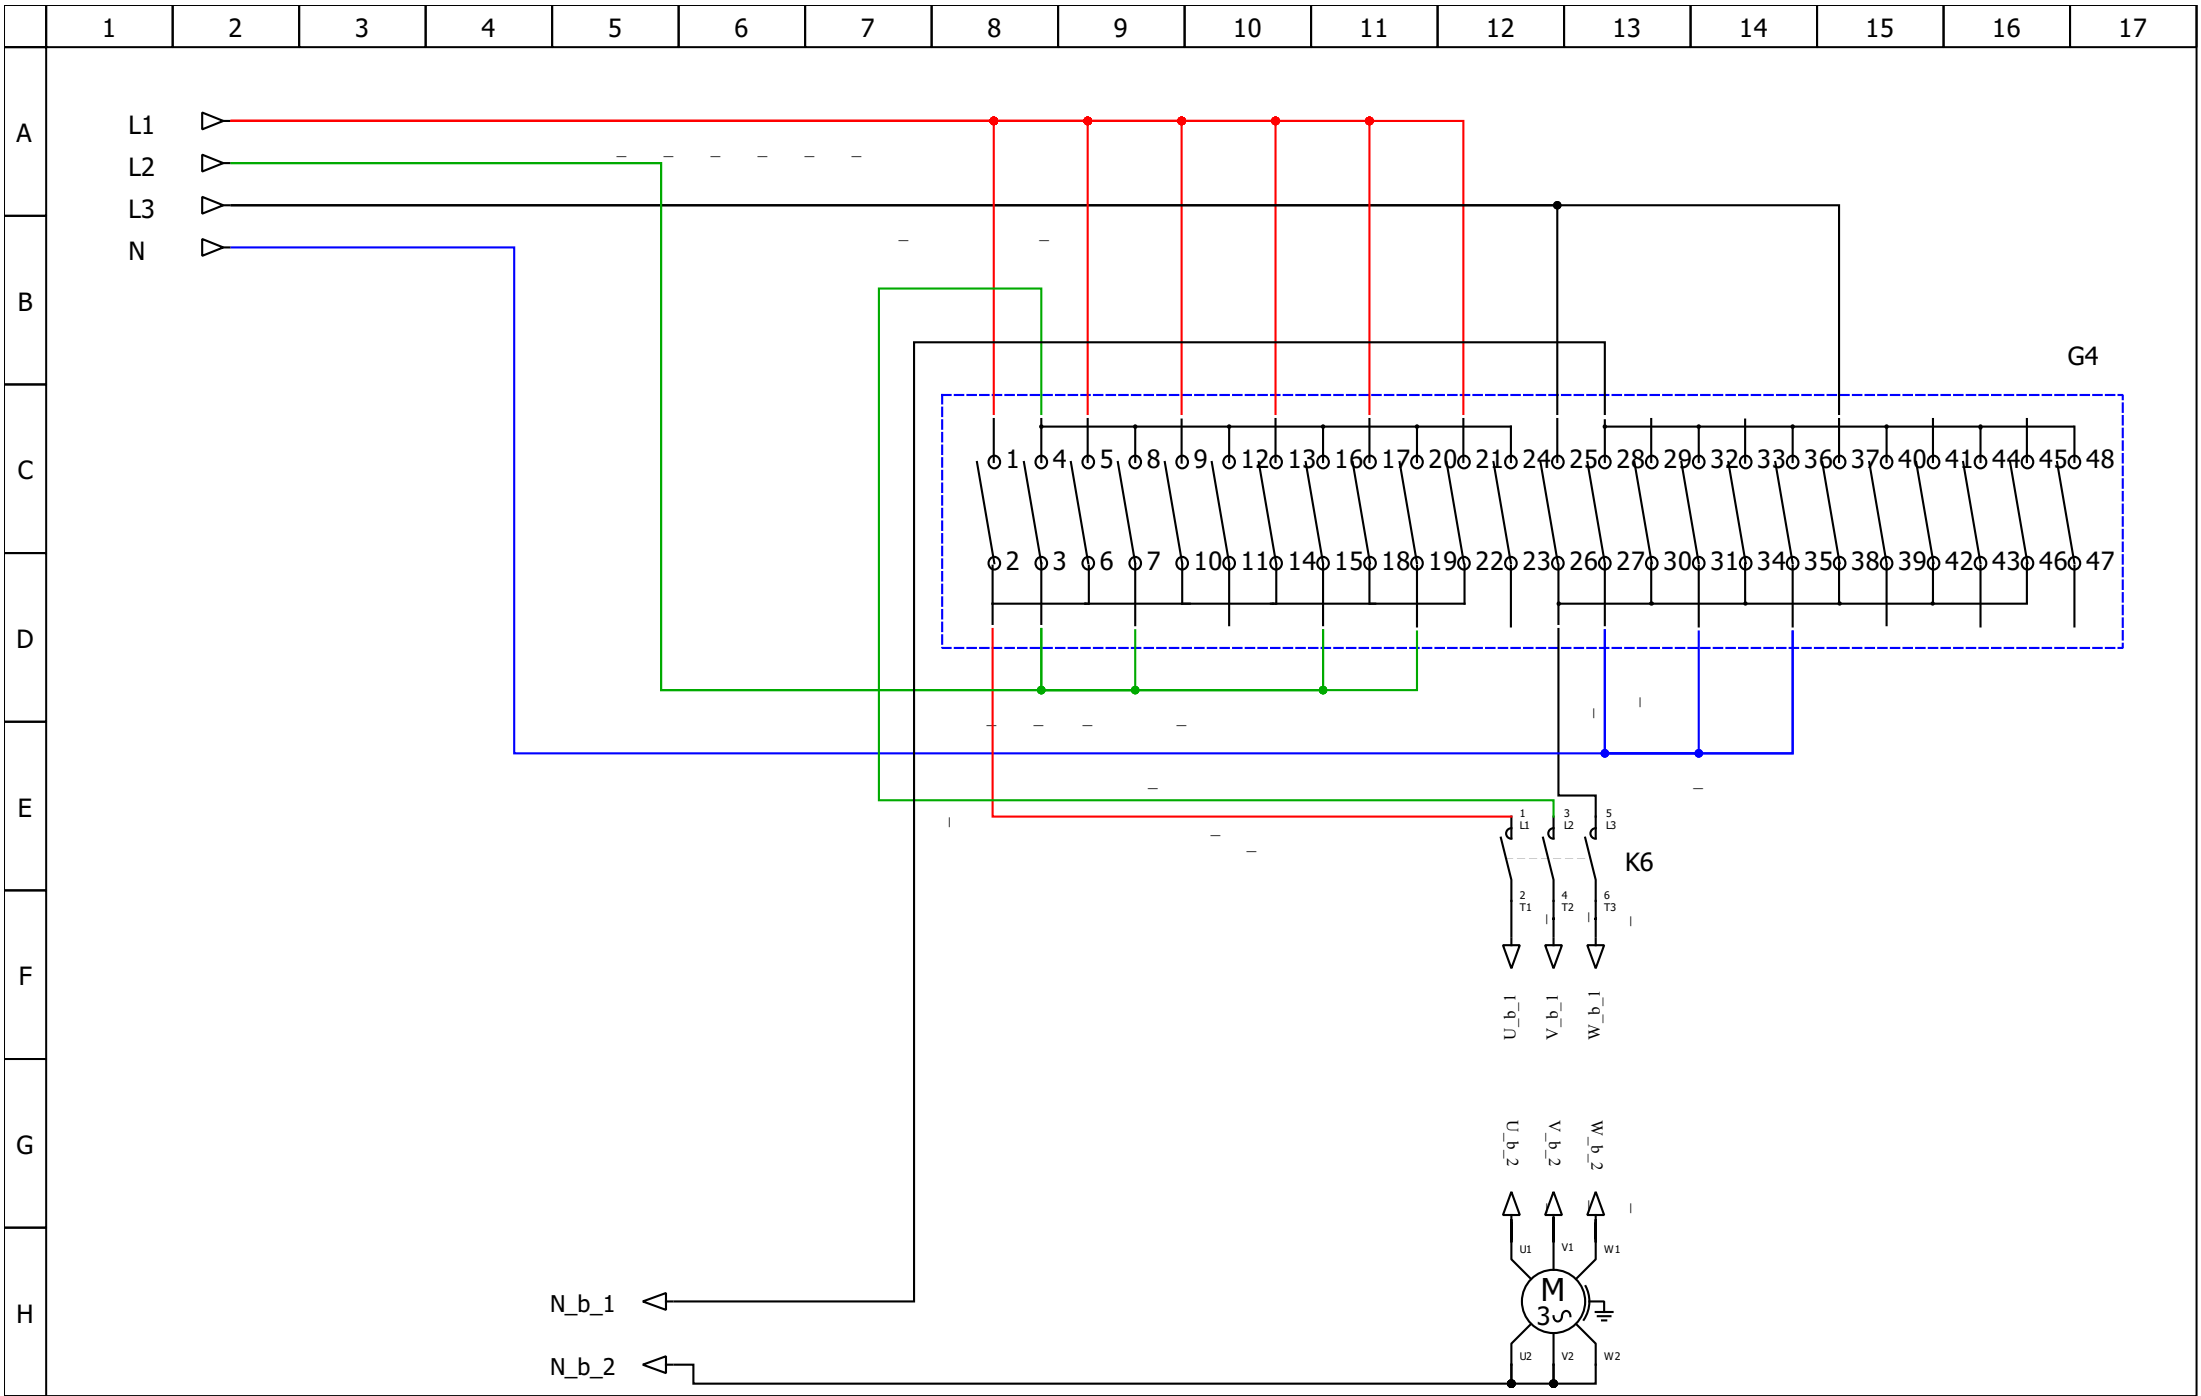 1 2 3 4 5 6 7 8 9 10 11 12 13 14 15 16 17
A
L1
L2
L3
B
N
G4
C
1 4 5 8 9 12 13 16 17 20 21 24 25 28 29 32 33 36 37 40 41 44 45 48
2 3 6 7 10 11 14 15 18 19 22 23 26 27 30 31 34 35 38 39 42 43 46 47
D
E
1 3 5
L1 L2 L3
K6
2 4 6
T1 T2 T3
F
U_b_1 V_b_1 W_b_1
G
U_b_2 V_b_2 W_b_2
U1 V1 W1
H
M
3
N_b_1
U2 V2 W2
N_b_2